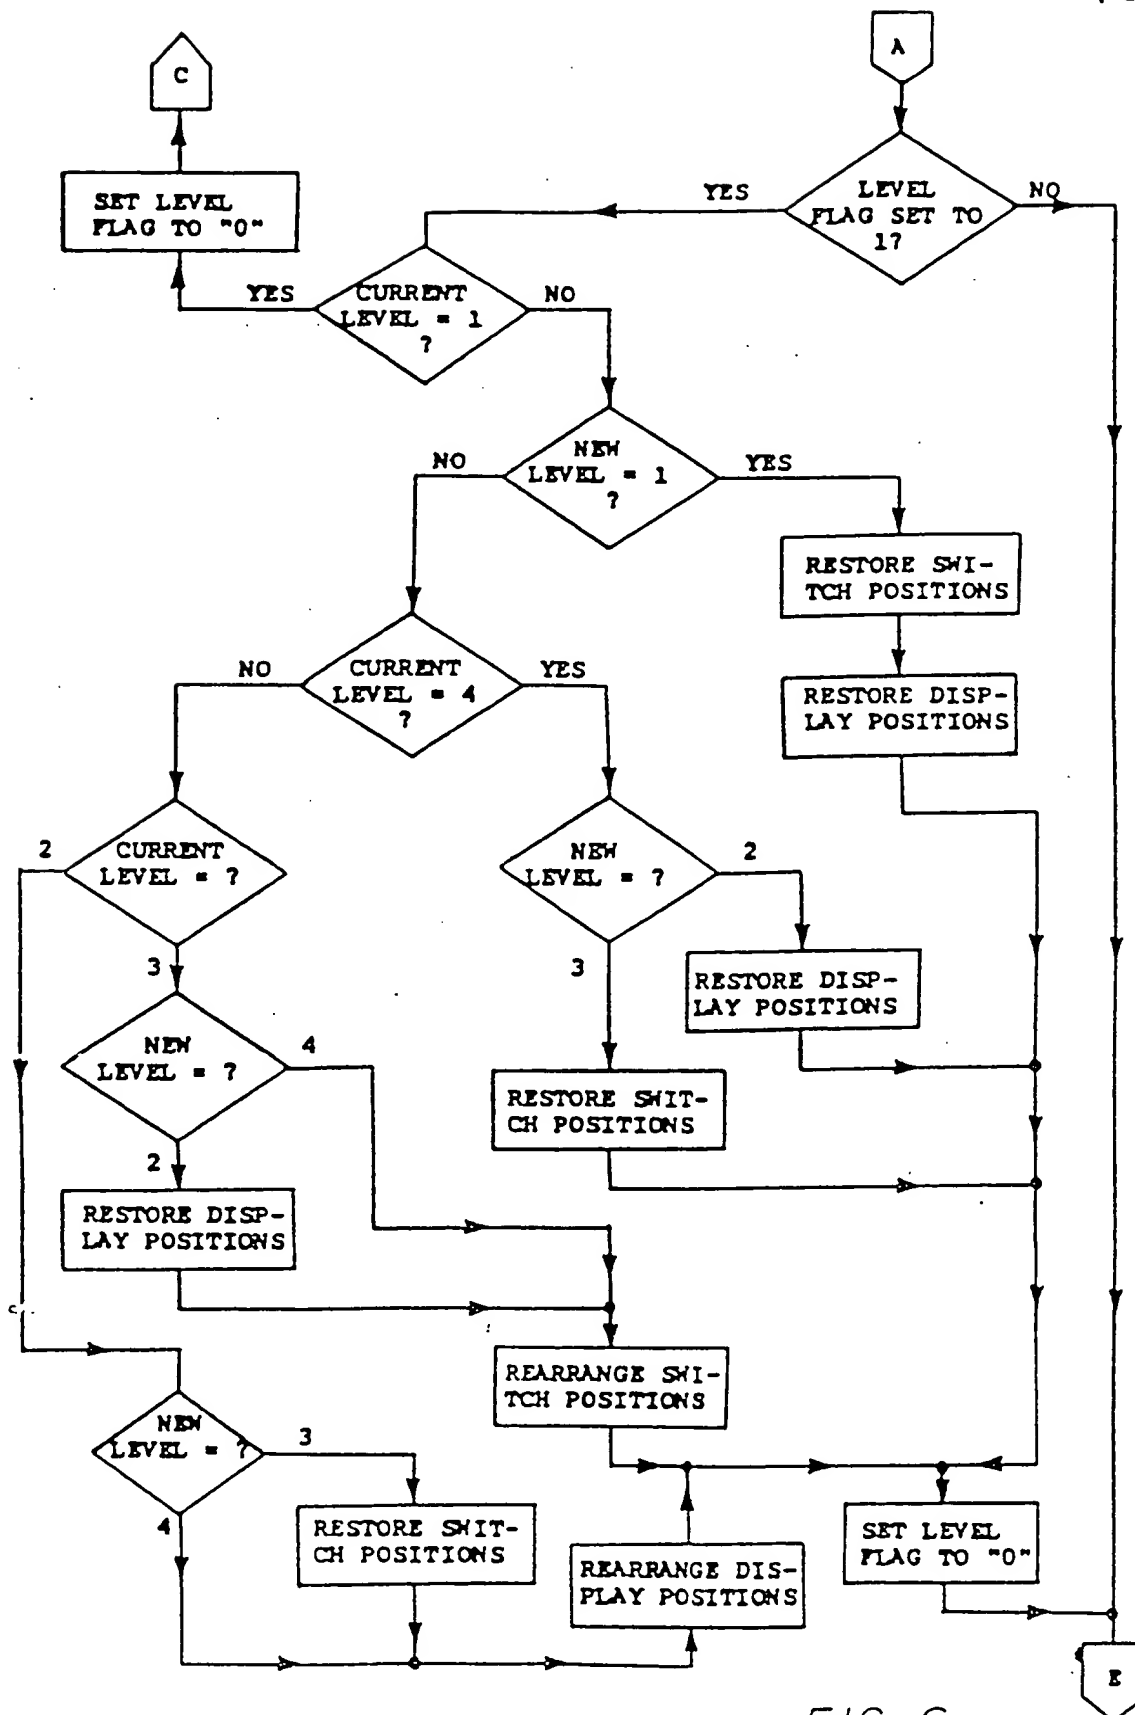 C
A
SET LEVEL
FLAG TO "0"
YES
LEVEL
FLAG SET TO
1?
NO
YES
CURRENT
LEVEL = 1
?
NO
NO
NEW
LEVEL = 1
?
YES
RESTORE SWI-
TCH POSITIONS
NO
CURRENT
LEVEL = 4
?
YES
RESTORE DISP-
LAY POSITIONS
2
CURRENT
LEVEL = ?
NEW
LEVEL = ?
2
3
3
RESTORE DISP-
LAY POSITIONS
NEW
LEVEL = ?
4
RESTORE SWIT-
CH POSITIONS
2
RESTORE DISP-
LAY POSITIONS
REARRANGE SWI-
TCH POSITIONS
NEW
LEVEL = ?
3
4
RESTORE SWIT-
CH POSITIONS
REARRANGE DIS-
PLAY POSITIONS
SET LEVEL
FLAG TO "0"
E